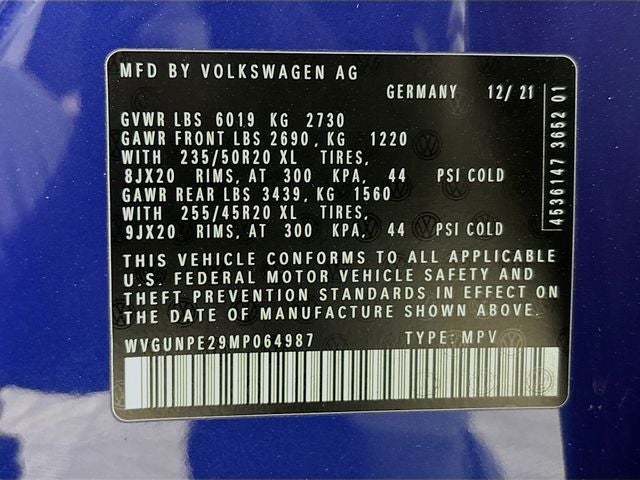 MFD BY VOLKSWAGEN AG
GERMANY 12/ 21
GVWR LBS 6019 KG 2730
GAWR FRONT LBS 2690, KG 1220
WITH 235/50R20 XL TIRES,
8JX20 RIMS, AT 300 KPA, 44 PSI COLD
GAWR REAR LBS 3439, KG 1560
WITH 255/45R20 XL TIRES,
9JX20 RIMS, AT 300 KPA, 44 PSI COLD
THIS VEHICLE CONFORMS TO ALL APPLICABLE
U.S. FEDERAL MOTOR VEHICLE SAFETY AND
THEFT PREVENTION STANDARDS IN EFFECT ON
THE DATE OF MANUFACTURE SHOWN ABOVE.
WVGUNPE29MP064987 TYPE: MPV
4536147 3652 01